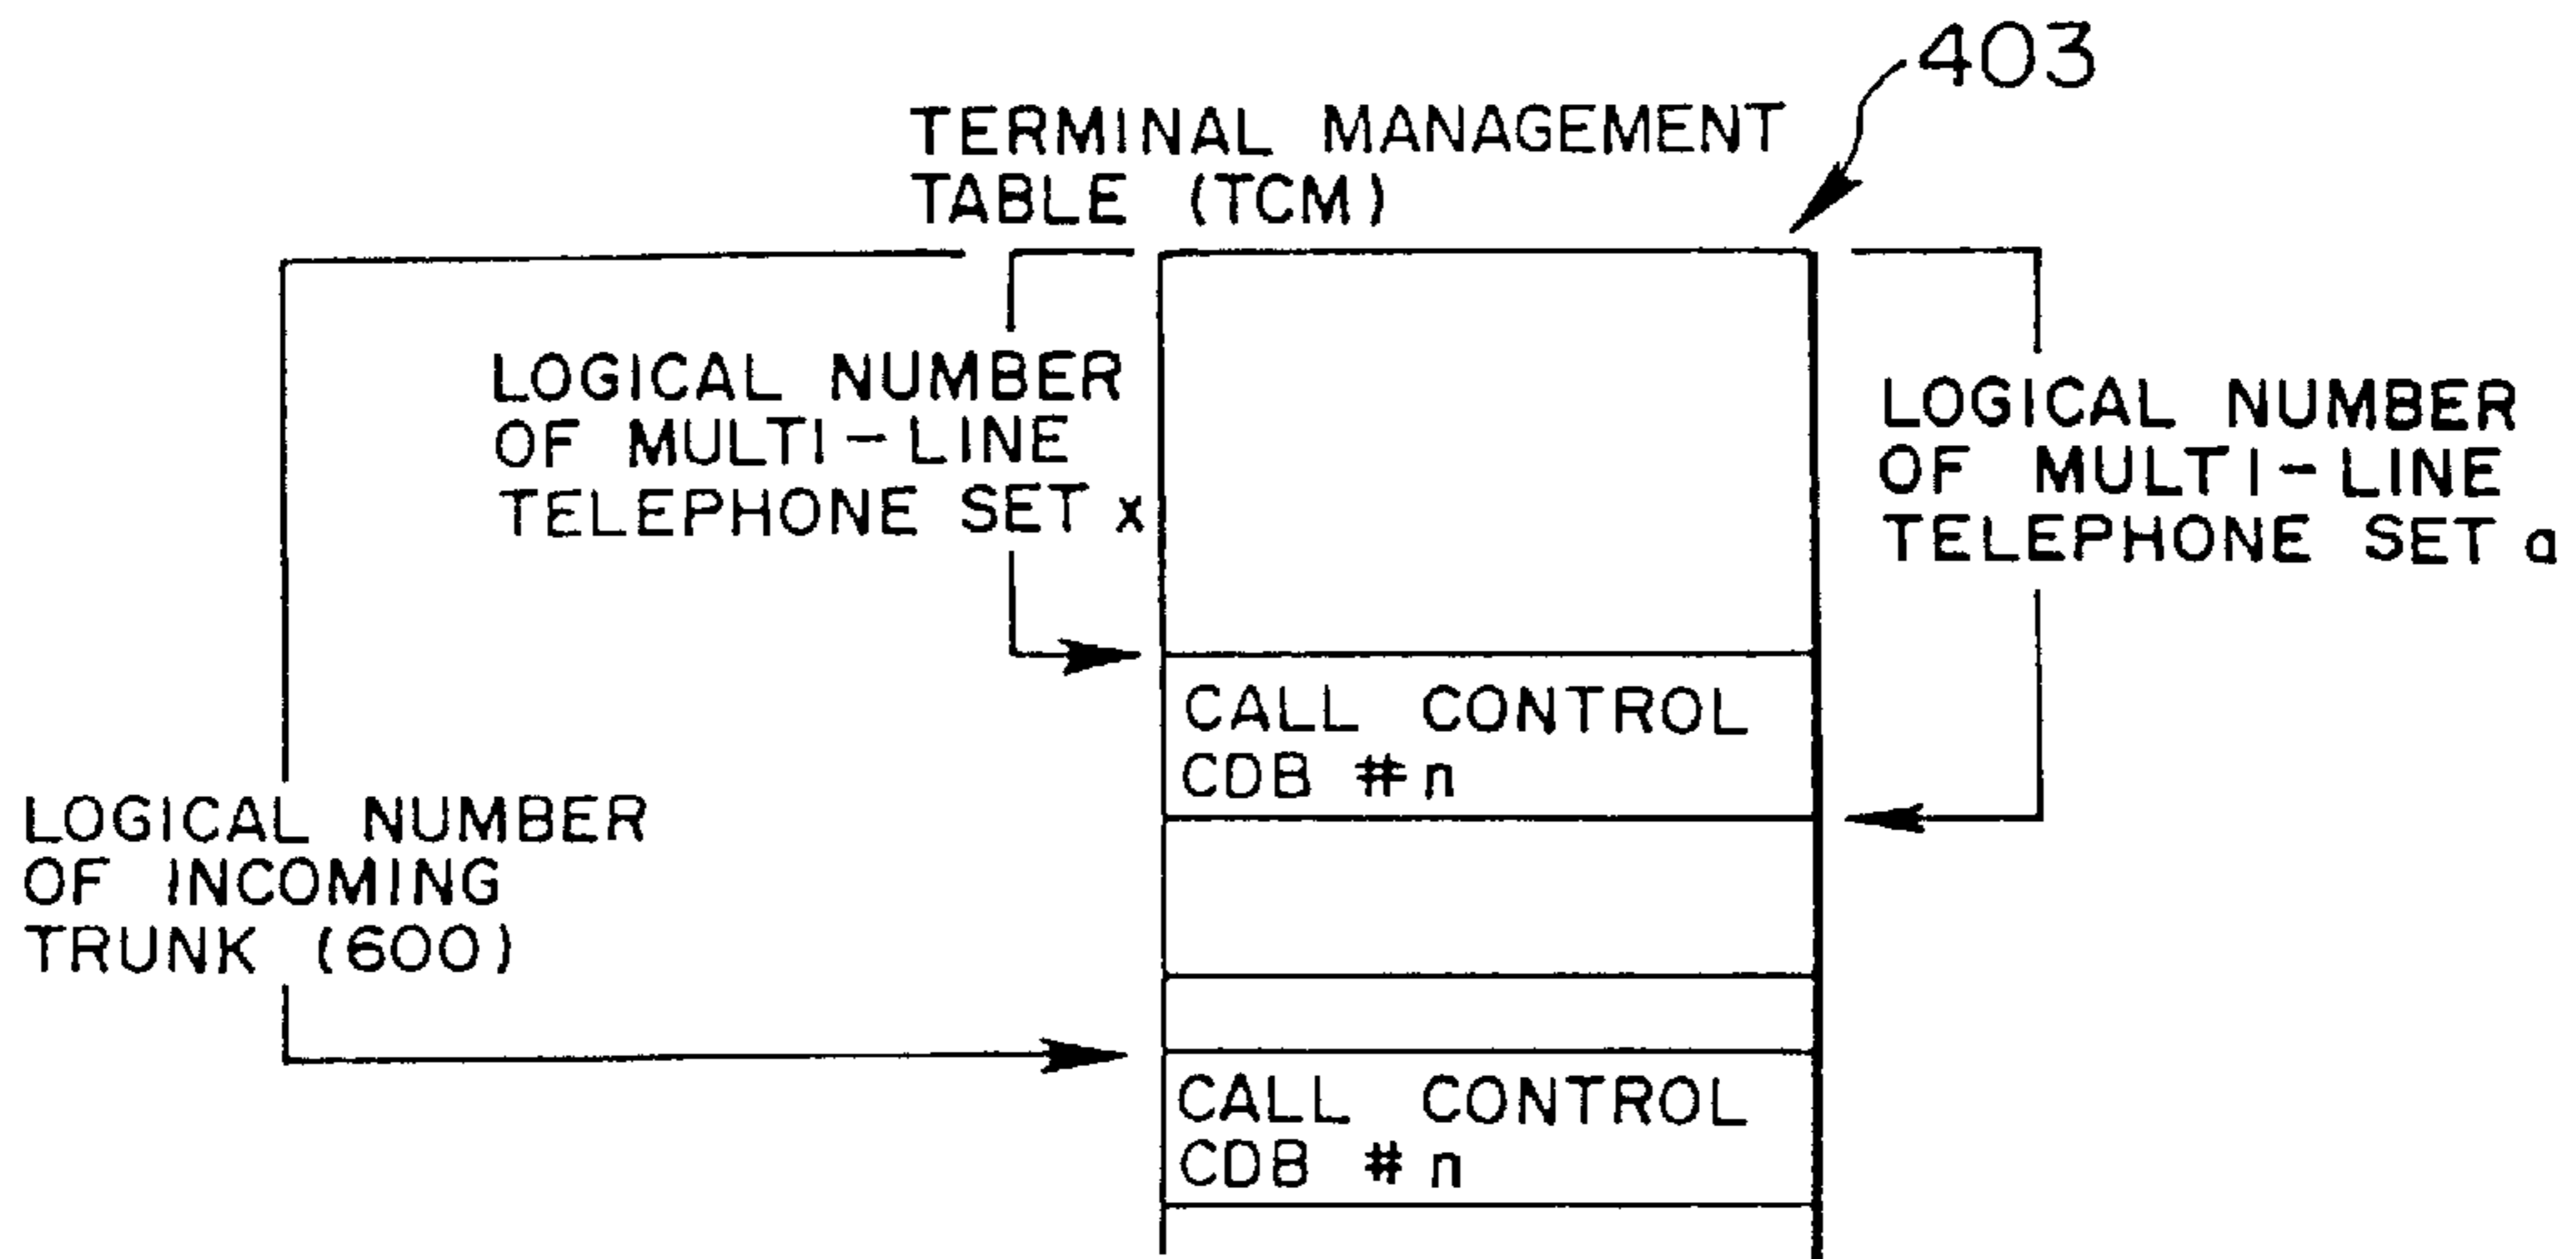 403
TERMINAL MANAGEMENT
TABLE (TCM)
LOGICAL NUMBER
OF MULTI-LINE
TELEPHONE SET x
LOGICAL NUMBER
OF MULTI-LINE
TELEPHONE SET a
CALL CONTROL
CDB #n
LOGICAL NUMBER
OF INCOMING
TRUNK (600)
CALL CONTROL
CDB #n